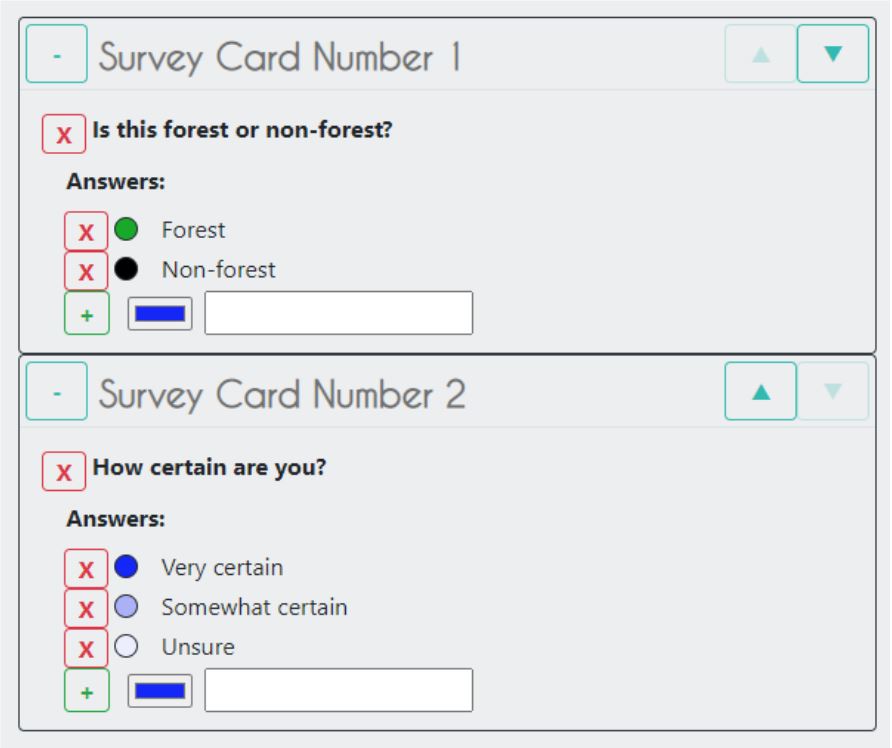 - Survey Card Number 1 ▲ ▼
X Is this forest or non-forest?
Answers:
X Forest
X Non-forest
+
- Survey Card Number 2 ▲ ▼
X How certain are you?
Answers:
X Very certain
X Somewhat certain
X Unsure
+